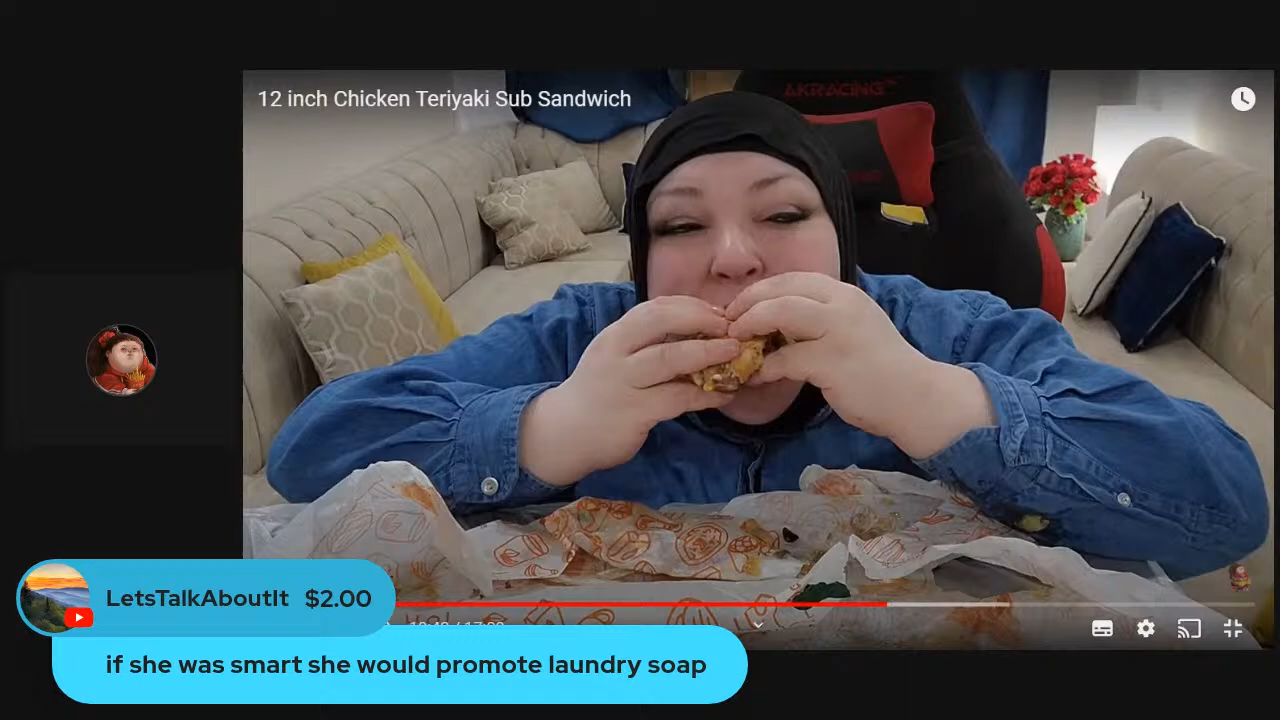 12 inch Chicken Teriyaki Sub Sandwich
AKRACING
LetsTalkAboutIt $2.00
if she was smart she would promote laundry soap